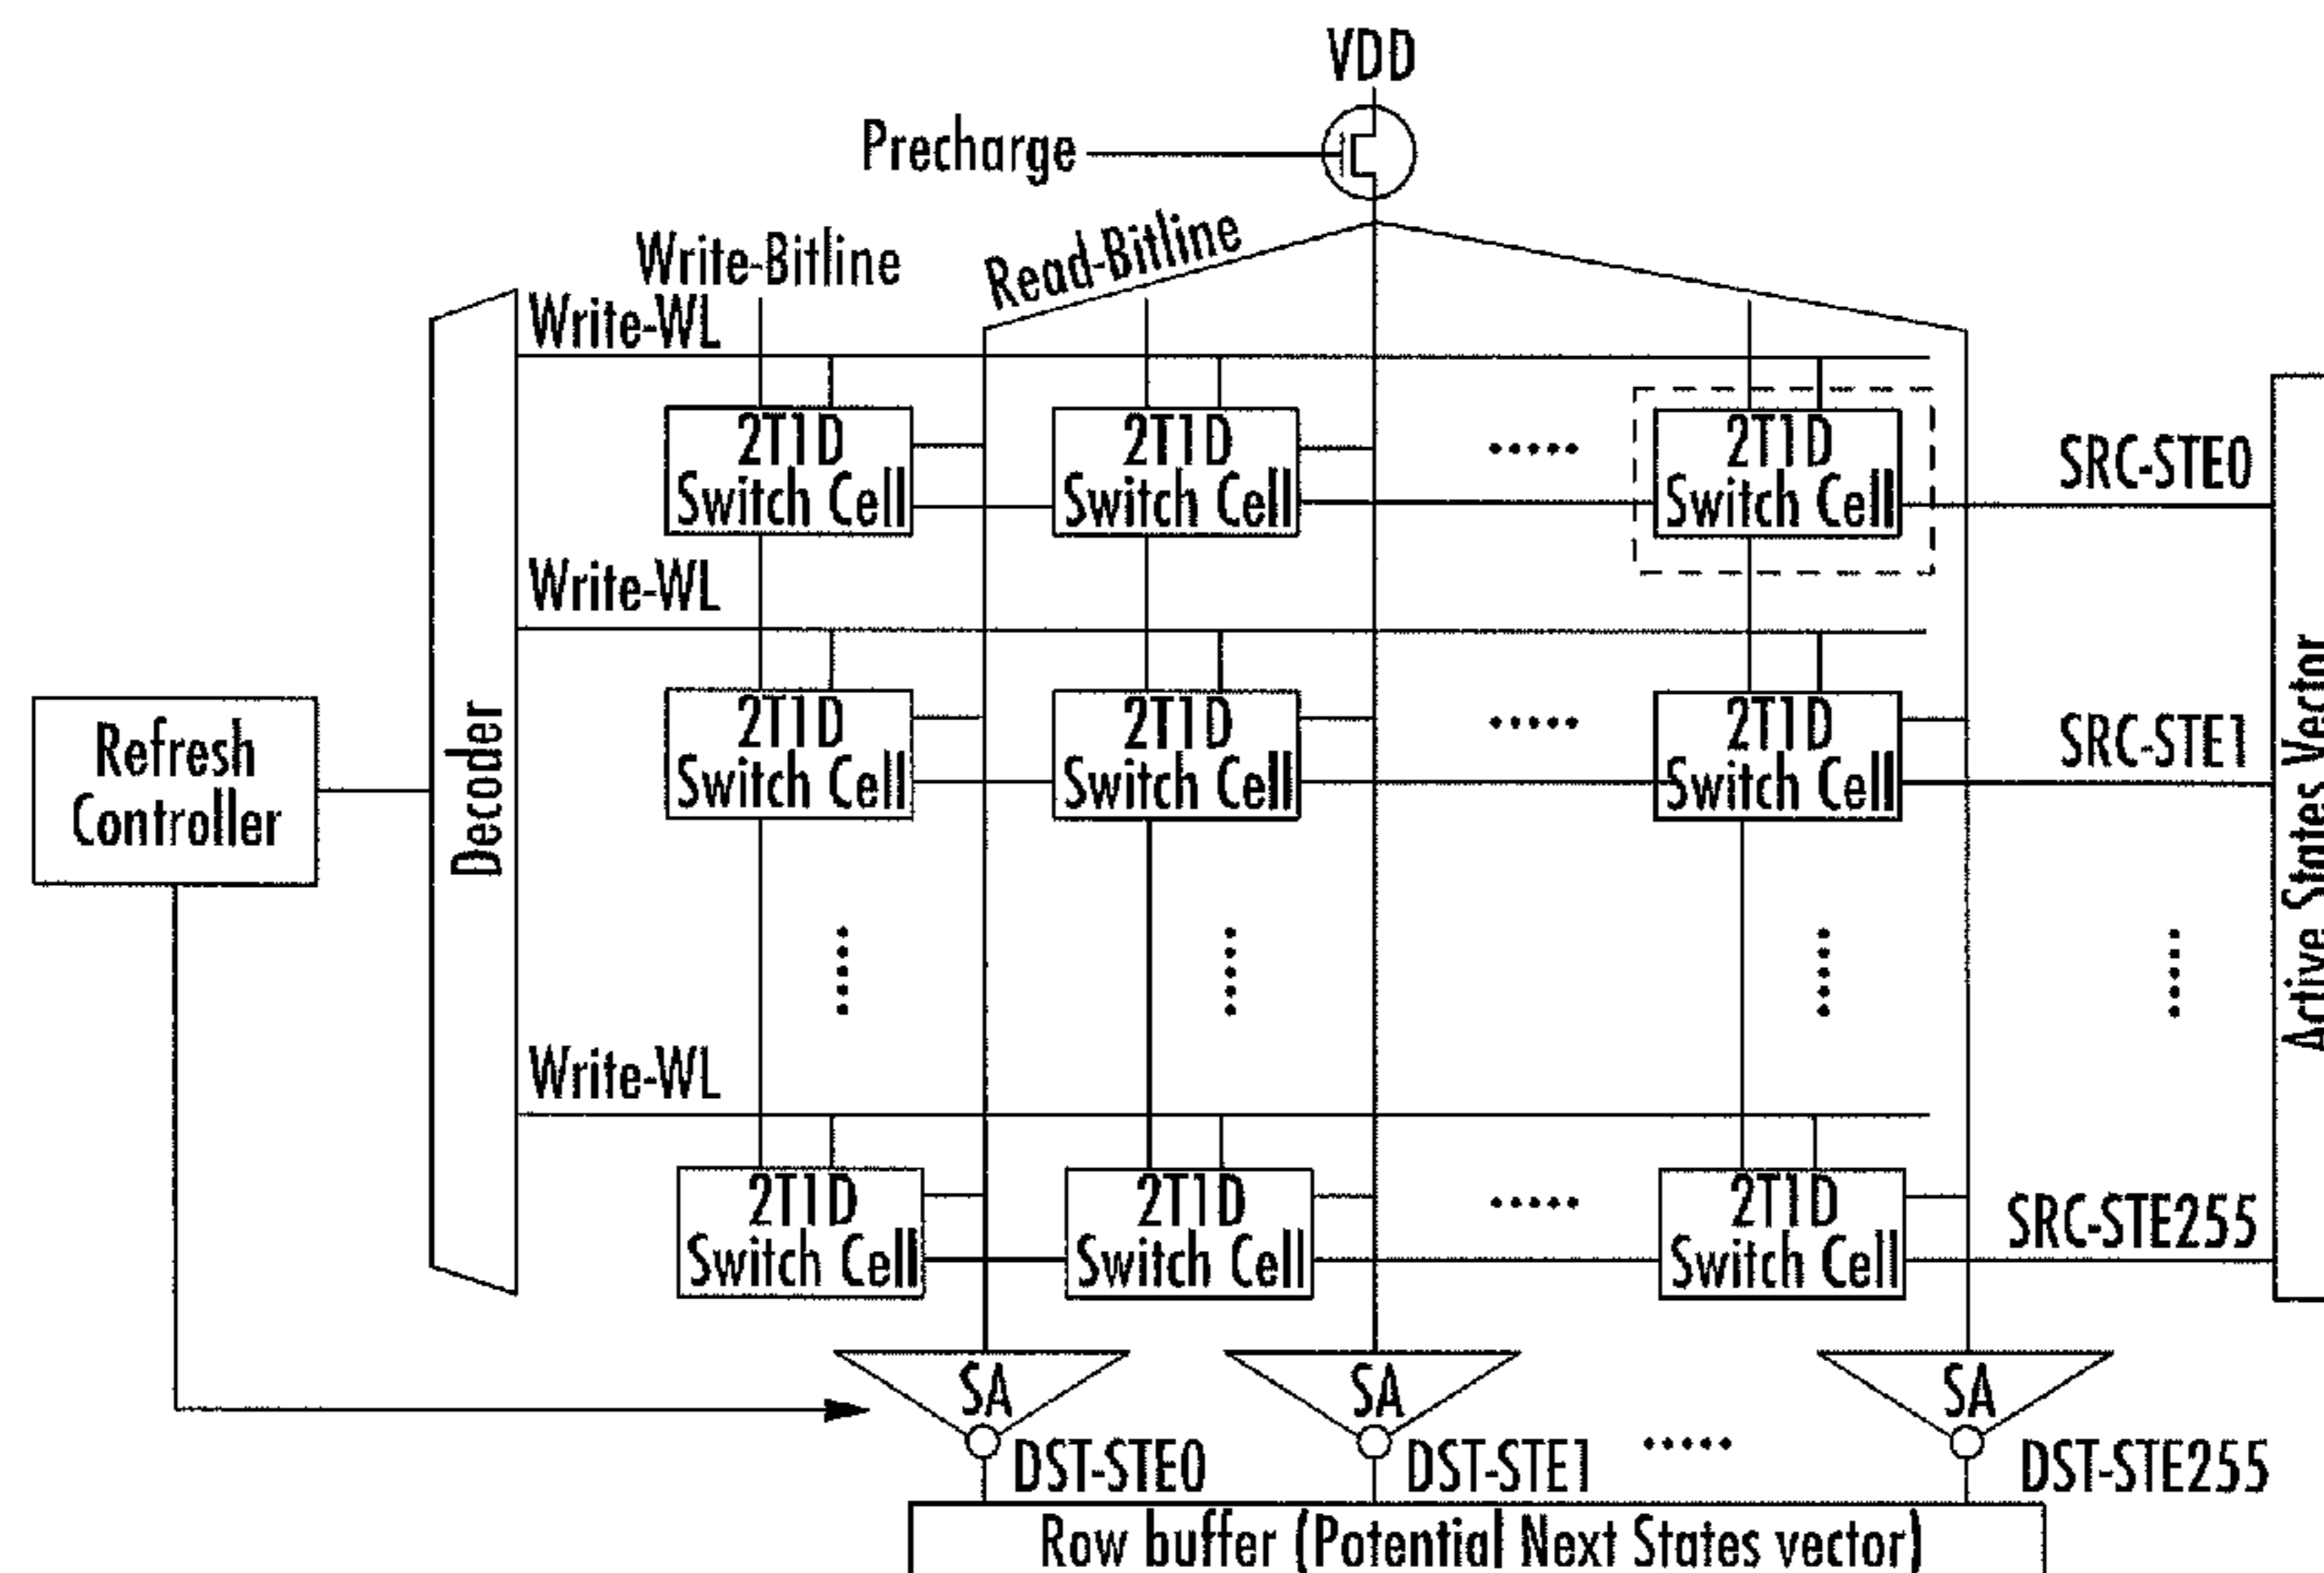 VDD
Precharge
Write-Bitline
Read-Bitline
Write-WL
2T1D
Switch Cell
2T1D
Switch Cell
2T1D
Switch Cell
SRC-STE0
Write-WL
2T1D
Switch Cell
2T1D
Switch Cell
2T1D
Switch Cell
SRC-STE1
Refresh
Controller
Decoder
Active States Vector
Write-WL
2T1D
Switch Cell
2T1D
Switch Cell
2T1D
Switch Cell
SRC-STE255
SA
SA
SA
DST-STE0
DST-STE1
DST-STE255
Row buffer (Potential Next States vector)